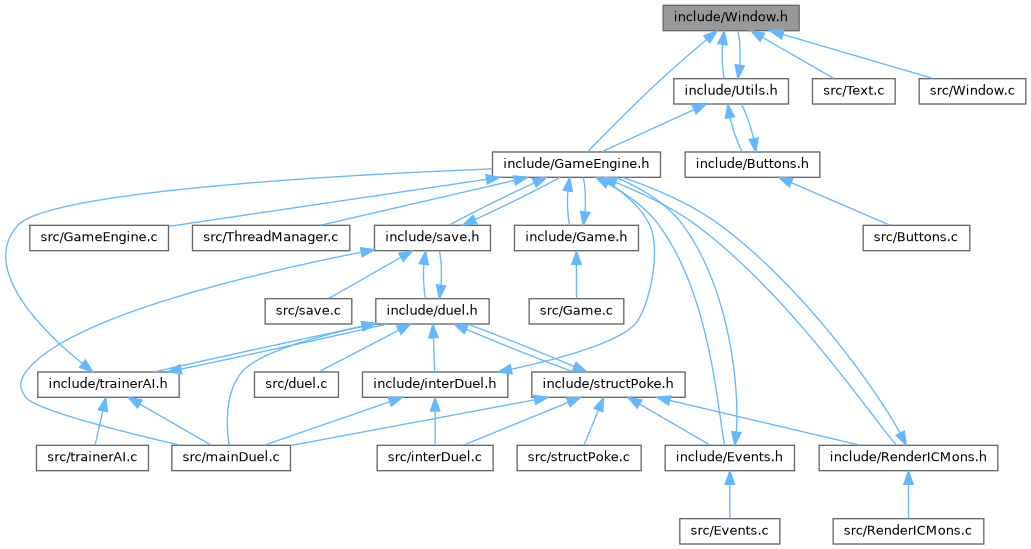 include/Window.h
include/Utils.h
src/Text.c
src/Window.c
include/GameEngine.h
include/Buttons.h
src/GameEngine.c
src/ThreadManager.c
include/save.h
include/Game.h
src/Buttons.c
src/save.c
include/duel.h
src/Game.c
include/trainerAI.h
src/duel.c
include/interDuel.h
include/structPoke.h
src/trainerAI.c
src/mainDuel.c
src/interDuel.c
src/structPoke.c
include/Events.h
include/RenderICMons.h
src/Events.c
src/RenderICMons.c